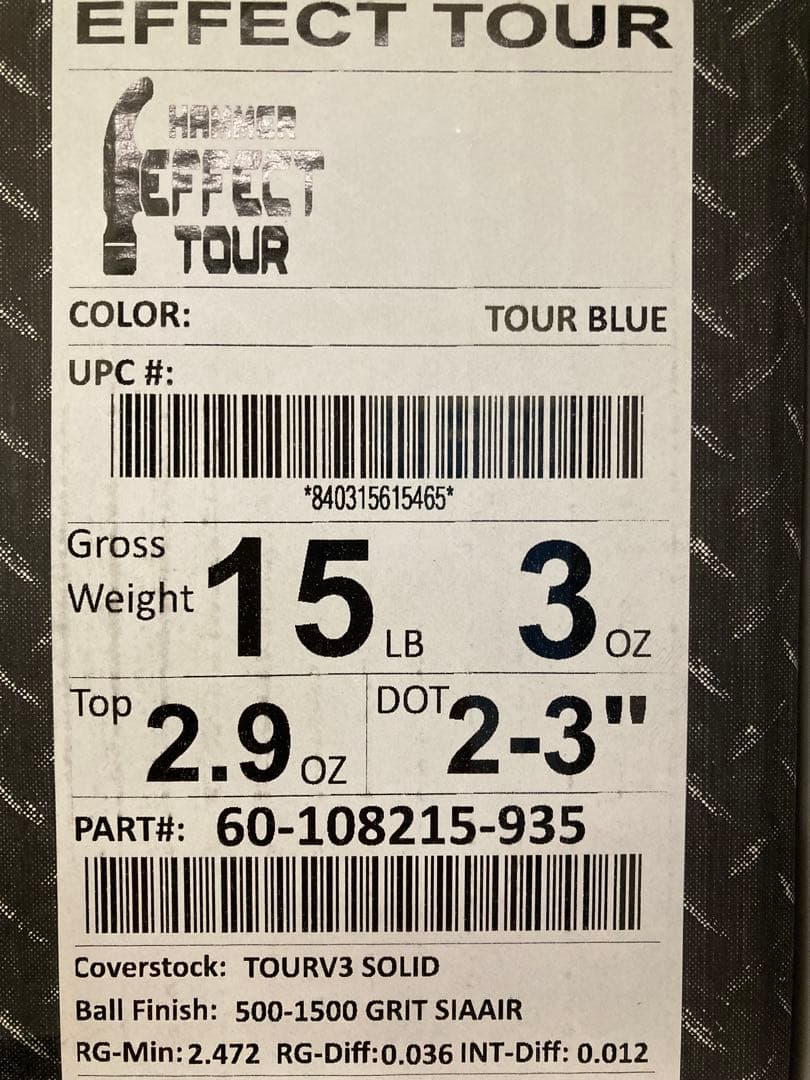 EFFECT TOUR
HAMMER
EFFECT
TOUR
COLOR: TOUR BLUE
UPC #:
*840315615465*
Gross Weight 15 LB 3 OZ
Top 2.9 OZ DOT 2-3"
PART#: 60-108215-935
Coverstock: TOURV3 SOLID
Ball Finish: 500-1500 GRIT SIAAIR
RG-Min: 2.472 RG-Diff:0.036 INT-Diff: 0.012